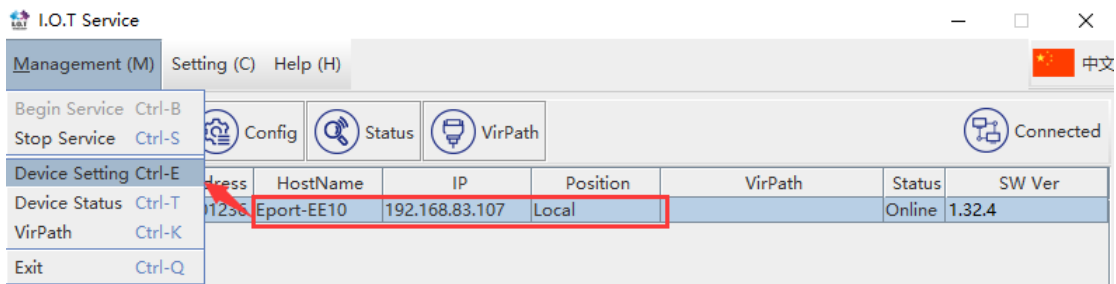 I.O.T Service
Management (M) Setting (C) Help (H) 中文
Begin Service Ctrl-B
Stop Service Ctrl-S
Config Status VirPath Connected
Device Setting Ctrl-E
Device Status Ctrl-T
VirPath Ctrl-K
Exit Ctrl-Q
HostName IP Position VirPath Status SW Ver
Eport-EE10 192.168.83.107 Local Online 1.32.4